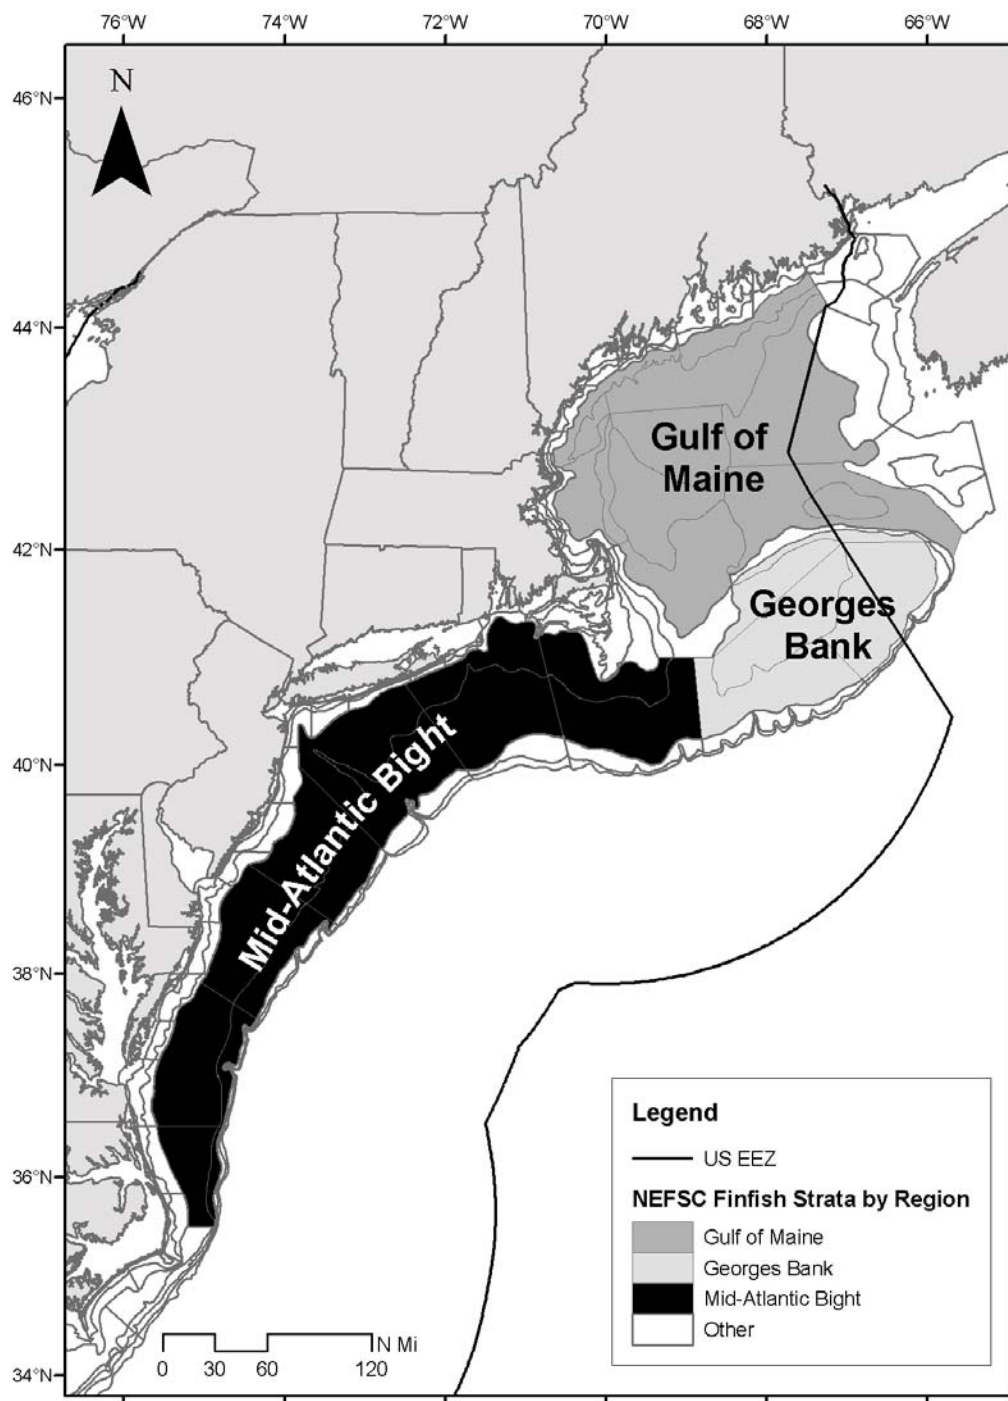 76°W 74°W 72°W 70°W 68°W 66°W
N
46°N
44°N
Gulf of
Maine
42°N
Georges
Bank
40°N
Mid-Atlantic Bight
38°N
36°N
34°N
Legend
US EEZ
NEFSC Finfish Strata by Region
Gulf of Maine
Georges Bank
Mid-Atlantic Bight
Other
N Mi
0 30 60 120